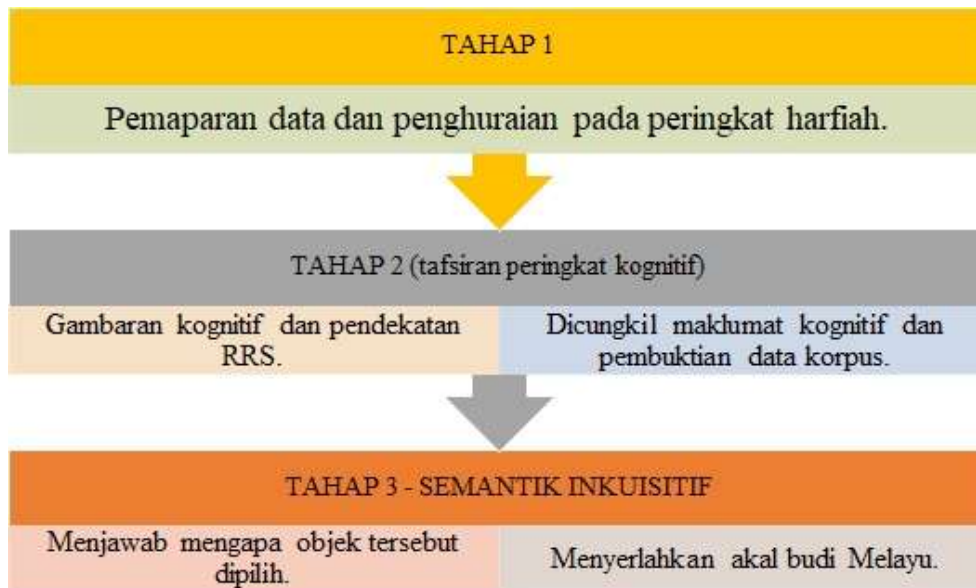 TAHAP 1
Pemaparan data dan penghuraian pada peringkat harfiah.
TAHAP 2 (tafsiran peringkat kognitif)
Gambaran kognitif dan pendekatan
RRS.
Dicungkil maklumat kognitif dan
pembuktian data korpus.
TAHAP 3 - SEMANTIK INKUISITIF
Menjawab mengapa objek tersebut
dipilih.
Menyerlahkan akal budi Melayu.